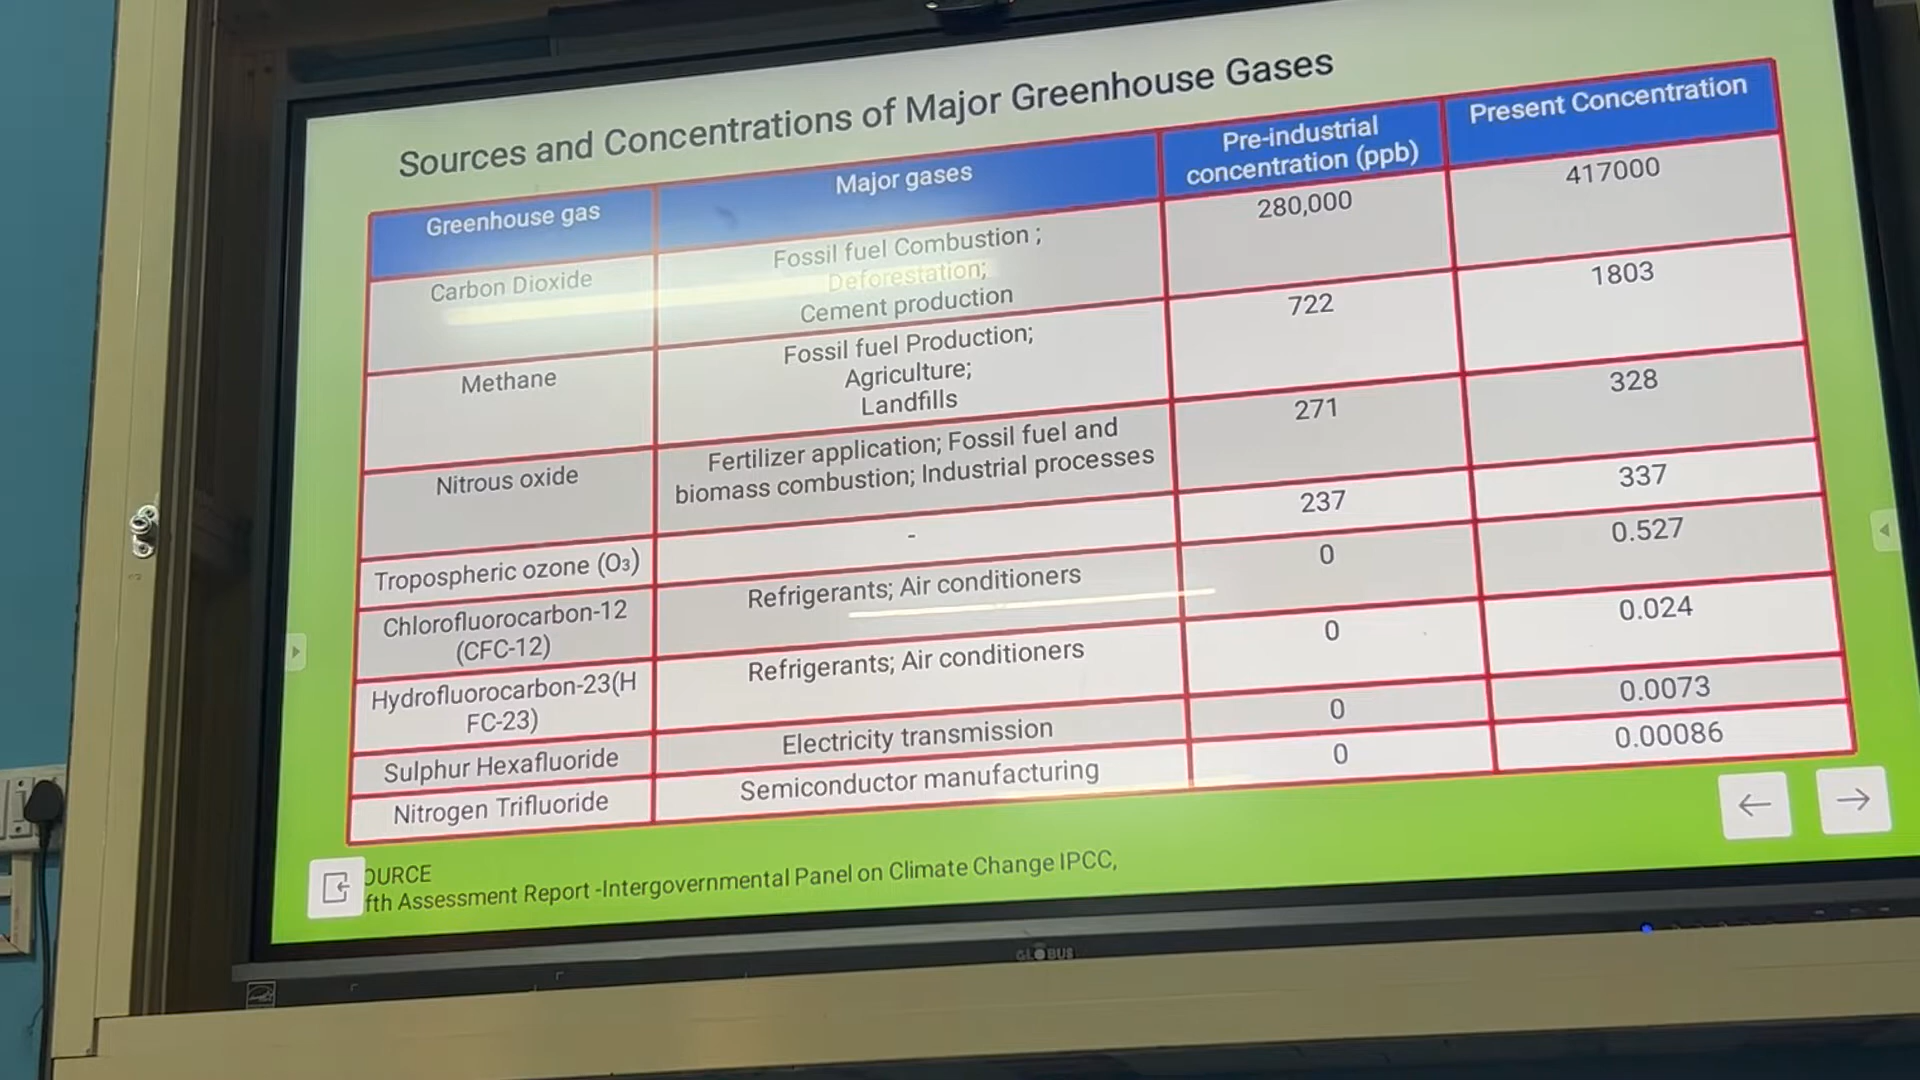 Sources and Concentrations of Major Greenhouse Gases
Greenhouse gas
Major gases
Pre-industrial
concentration (ppb)
Present Concentration
Carbon Dioxide
Fossil fuel Combustion ;
Deforestation;
Cement production
280,000
417000
Methane
Fossil fuel Production;
Agriculture;
Landfills
722
1803
Nitrous oxide
Fertilizer application; Fossil fuel and
biomass combustion; Industrial processes
271
328
Tropospheric ozone (O₃)
-
237
337
Chlorofluorocarbon-12
(CFC-12)
Refrigerants; Air conditioners
0
0.527
Hydrofluorocarbon-23(H
FC-23)
Refrigerants; Air conditioners
0
0.024
Sulphur Hexafluoride
Electricity transmission
0
0.0073
Nitrogen Trifluoride
Semiconductor manufacturing
0
0.00086
OURCE
fth Assessment Report -Intergovernmental Panel on Climate Change IPCC,
GLOBUS